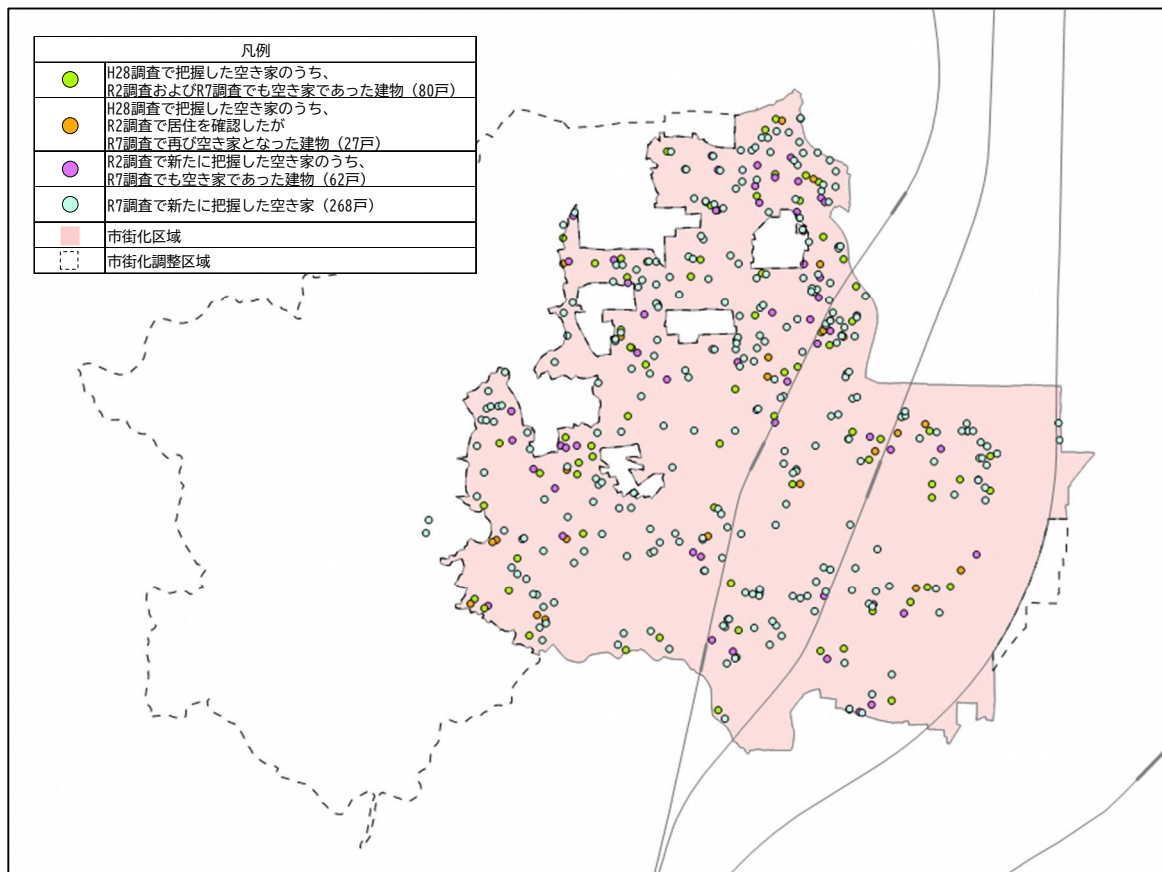 凡例
H28調査で把握した空き家のうち、
R2調査およびR7調査でも空き家であった建物（80戸）
H28調査で把握した空き家のうち、
R2調査で居住を確認したが
R7調査で再び空き家となった建物（27戸）
R2調査で新たに把握した空き家のうち、
R7調査でも空き家であった建物（62戸）
R7調査で新たに把握した空き家（268戸）
市街化区域
市街化調整区域